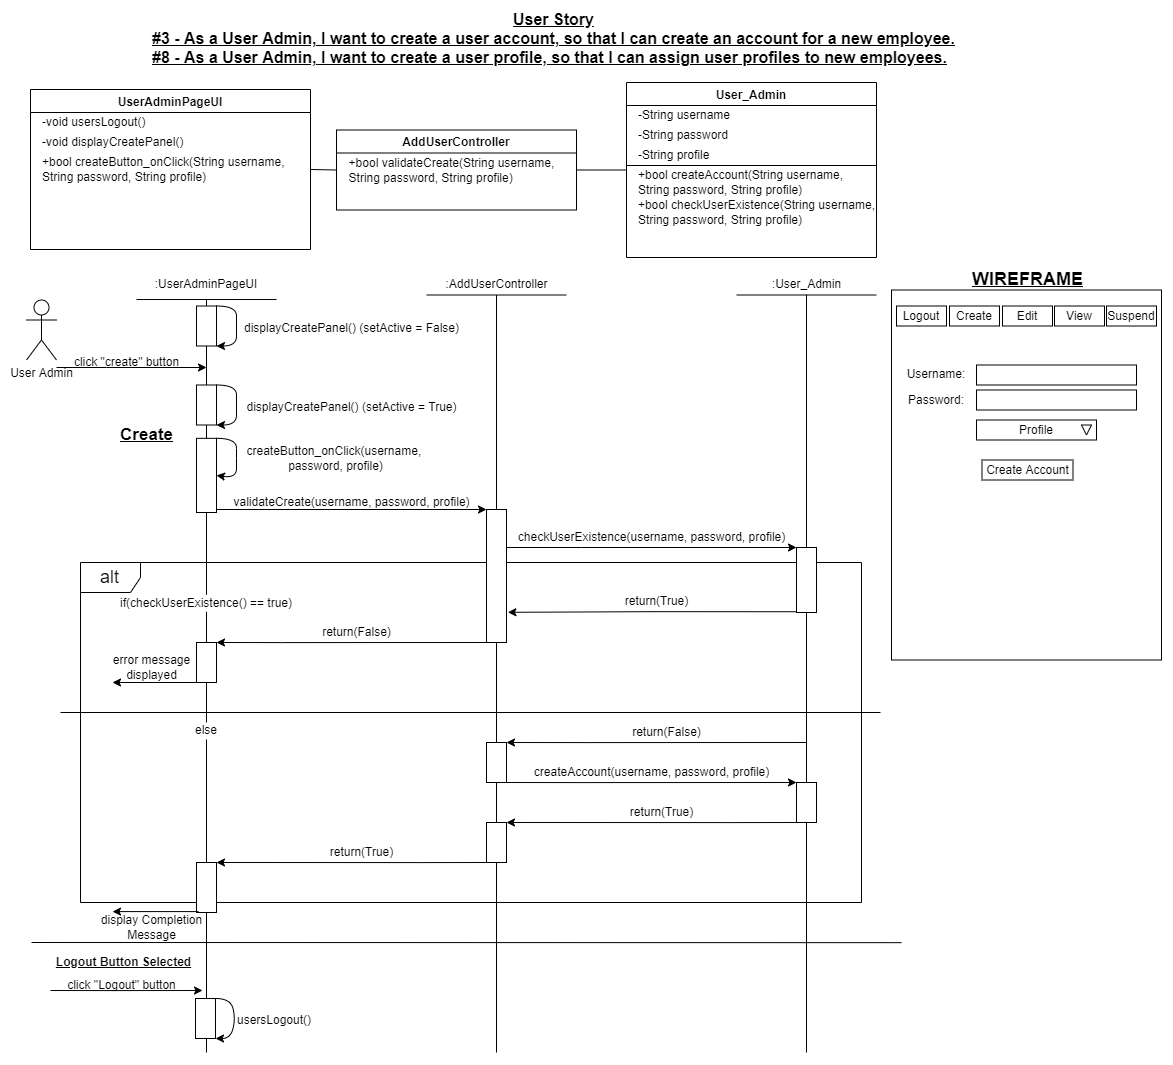 User Story
#3 - As a User Admin, I want to create a user account, so that I can create an account for a new employee.
#8 - As a User Admin, I want to create a user profile, so that I can assign user profiles to new employees.
UserAdminPageUI
-void usersLogout()
-void displayCreatePanel()
+bool createButton_onClick(String username,
String password, String profile)
AddUserController
+bool validateCreate(String username,
String password, String profile)
User_Admin
-String username
-String password
-String profile
+bool createAccount(String username,
String password, String profile)
+bool checkUserExistence(String username,
String password, String profile)
:UserAdminPageUI
:AddUserController
:User_Admin
User Admin
displayCreatePanel() (setActive = False)
click "create" button
displayCreatePanel() (setActive = True)
Create
createButton_onClick(username,
password, profile)
validateCreate(username, password, profile)
checkUserExistence(username, password, profile)
alt
if(checkUserExistence() == true)
return(True)
return(False)
error message
displayed
else
return(False)
createAccount(username, password, profile)
return(True)
return(True)
display Completion
Message
Logout Button Selected
click "Logout" button
usersLogout()
WIREFRAME
Logout
Create
Edit
View
Suspend
Username:
Password:
Profile
Create Account